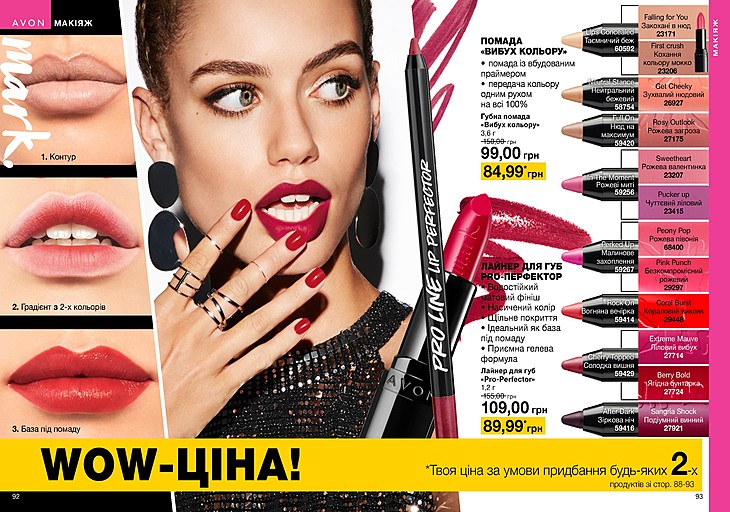 AVON МАКІЯЖ
mark.
1. Контур
2. Градієнт з 2-х кольорів
3. База під помаду
PRO LINE LIP PERFECTOR
AVON
ПОМАДА
«ВИБУХ КОЛЬОРУ»
• помада із вбудованим
праймером
• передача кольору
одним рухом
на всі 100%
Губна помада
«Вибух кольору»
3,6 г
150,00 грн
99,00 грн
84,99* грн
ЛАЙНЕР ДЛЯ ГУБ
PRO-ПЕРФЕКТОР
• Водостійкий
матовий фініш
• Насичений колір
• Щільне покриття
• Ідеальний як база
під помаду
• Приємна гелева
формула
Лайнер для губ
«Pro-Perfector»
1,2 г
155,00 грн
109,00 грн
89,99* грн
Lips Concealed
Таємничий беж
60592
Neutral Stance
Нейтральний
бежевий
58754
Full On
Нюд на
максимум
59420
In The Moment
Рожеві миті
59256
Perked Up
Малинове
захоплення
59267
Rock On
Вогняна вечірка
59414
Cherry Topped
Солодка вишня
59429
After Dark
Зіркова ніч
59416
Falling for You
Закохані в нюд
23171
First crush
Кохання
кольору мокко
23206
Get Cheeky
Зухвалий нюдовий
26927
Rosy Outlook
Рожева загроза
27175
Sweetheart
Рожева валентинка
23207
Pucker up
Чуттєвий ліловий
23415
Peony Pop
Рожева півонія
68400
Pink Punch
Безкомпромісний
рожевий
29297
Coral Burst
Кораловий виклик
29448
Extreme Mauve
Ліловий вибух
27714
Berry Bold
Ягідна бунтарка
27724
Sangria Shock
Подіумний винний
27921
МАКІЯЖ
WOW-ЦІНА!
*Твоя ціна за умови придбання будь-яких 2-х
продуктів зі стор. 88-93
92
93